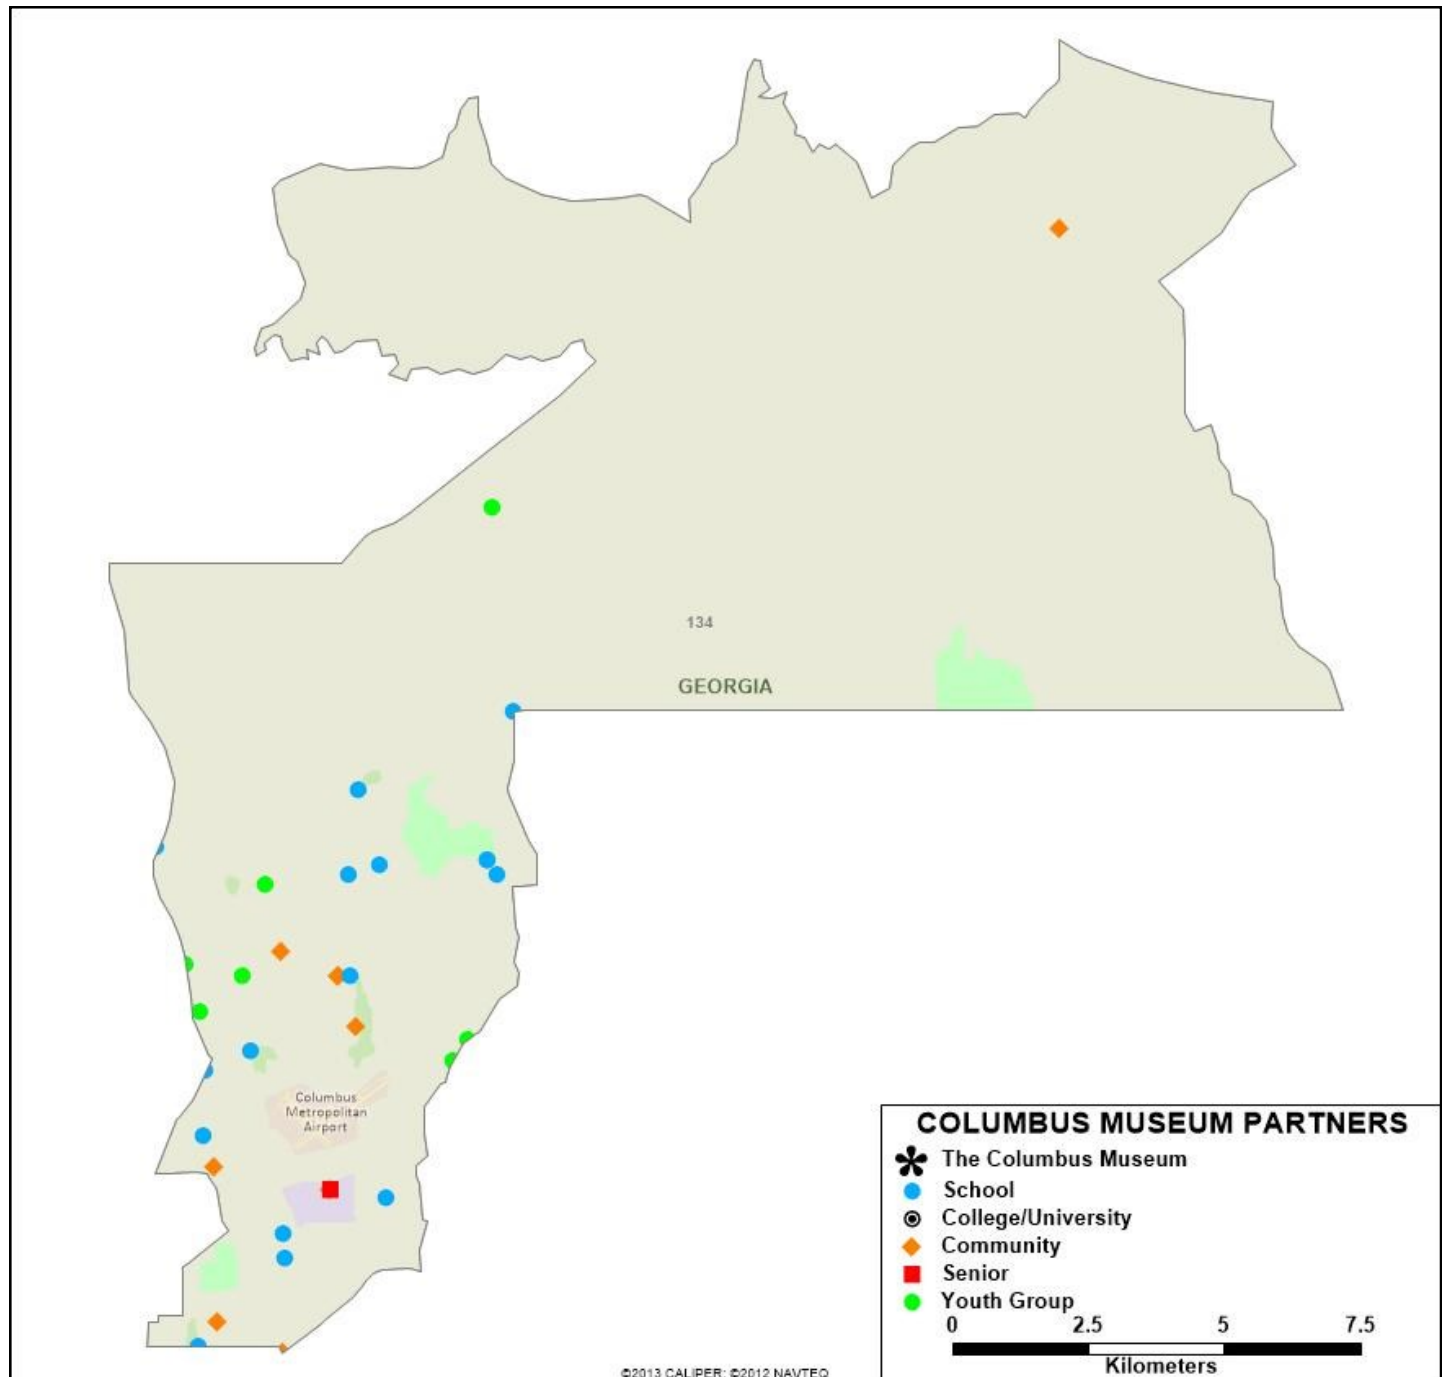 134
GEORGIA
Columbus
Metropolitan
Airport
COLUMBUS MUSEUM PARTNERS
The Columbus Museum
School
College/University
Community
Senior
Youth Group
0 2.5 5 7.5
Kilometers
©2013 CALIPER; ©2012 NAVTEQ